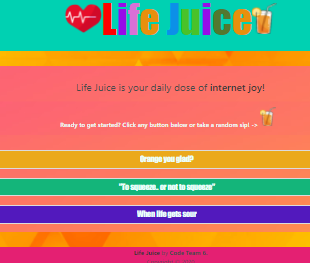 Life Juice
Life Juice is your daily dose of internet joy!
Ready to get started? Click any button below or take a random sip! ->
Orange you glad?
"To squeeze.. or not to squeeze"
When life gets sour
Life Juice by Code Team 8.